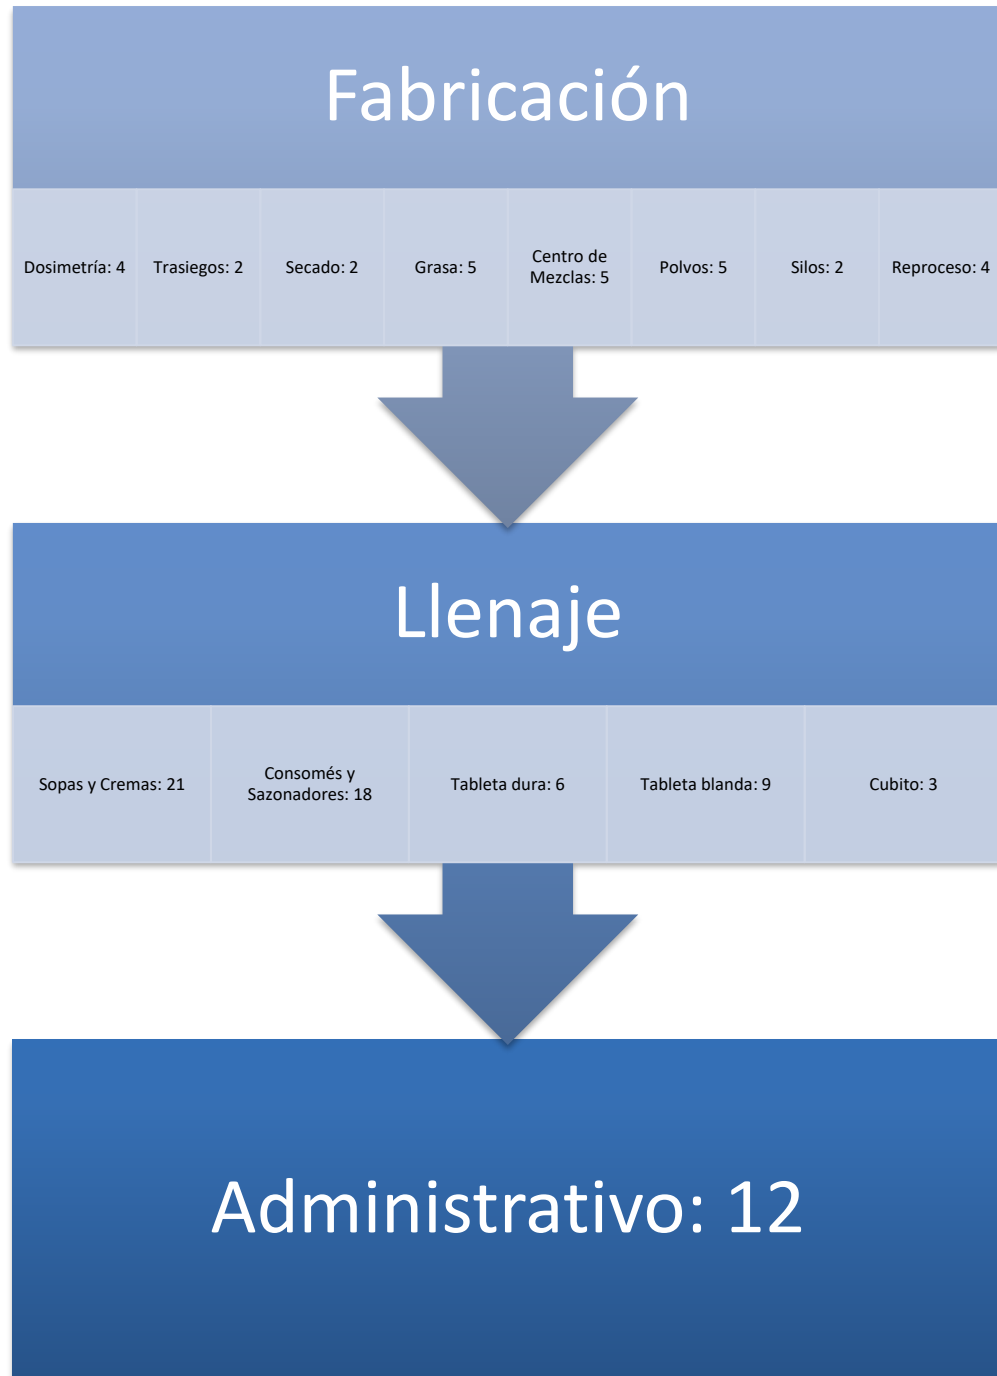 Fabricación
Dosimetría: 4
Trasiegos: 2
Secado: 2
Grasa: 5
Centro de
Mezclas: 5
Polvos: 5
Silos: 2
Reproceso: 4
Llenaje
Sopas y Cremas: 21
Consomés y
Sazonadores: 18
Tableta dura: 6
Tableta blanda: 9
Cubito: 3
Administrativo: 12